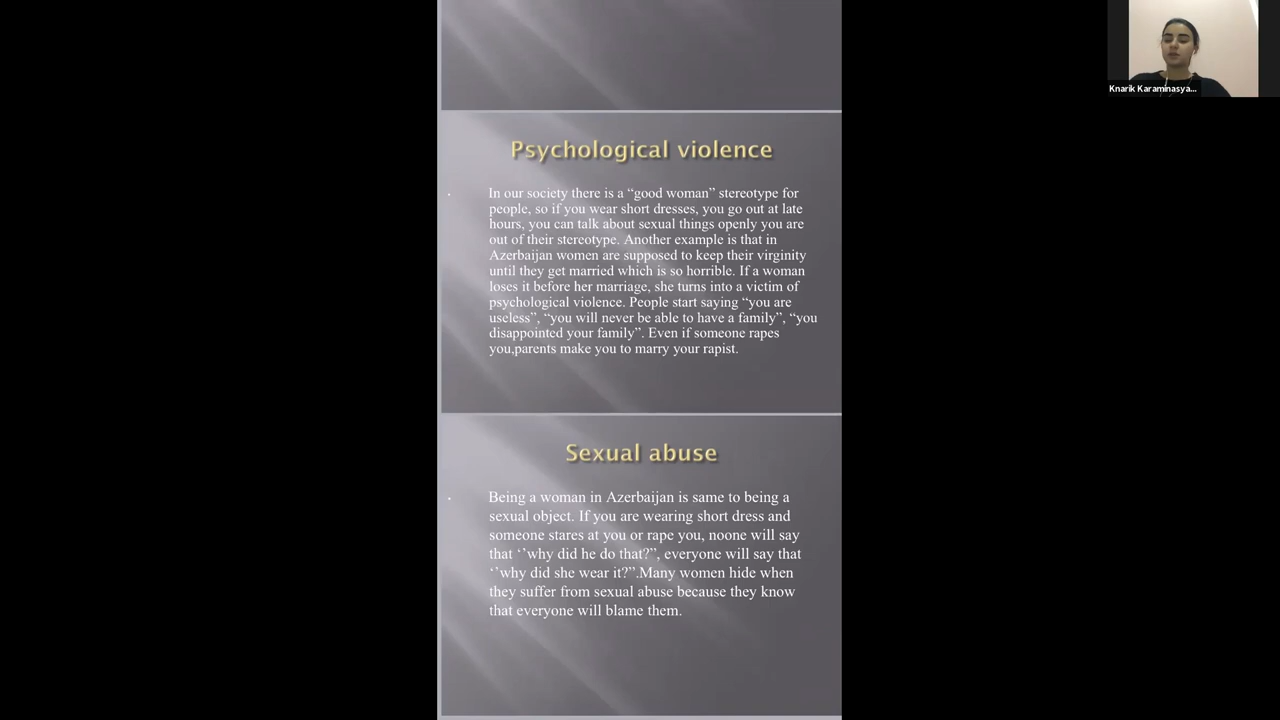 Knarik Karaminasya...
Psychological violence
In our society there is a “good woman” stereotype for
people, so if you wear short dresses, you go out at late
hours, you can talk about sexual things openly you are
out of their stereotype. Another example is that in
Azerbaijan women are supposed to keep their virginity
until they get married which is so horrible. If a woman
loses it before her marriage, she turns into a victim of
psychological violence. People start saying “you are
useless”, “you will never be able to have a family”, “you
disappointed your family”. Even if someone rapes
you,parents make you to marry your rapist.
Sexual abuse
Being a woman in Azerbaijan is same to being a
sexual object. If you are wearing short dress and
someone stares at you or rape you, noone will say
that ‘’why did he do that?”, everyone will say that
‘’why did she wear it?”.Many women hide when
they suffer from sexual abuse because they know
that everyone will blame them.